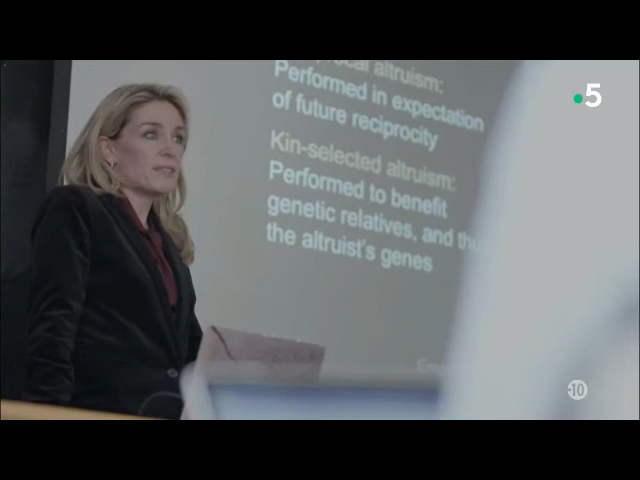 altruism:
Performed in expectation
of future reciprocity
Kin-selected altruism:
Performed to benefit
genetic relatives, and
the altruist's genes
5
-10